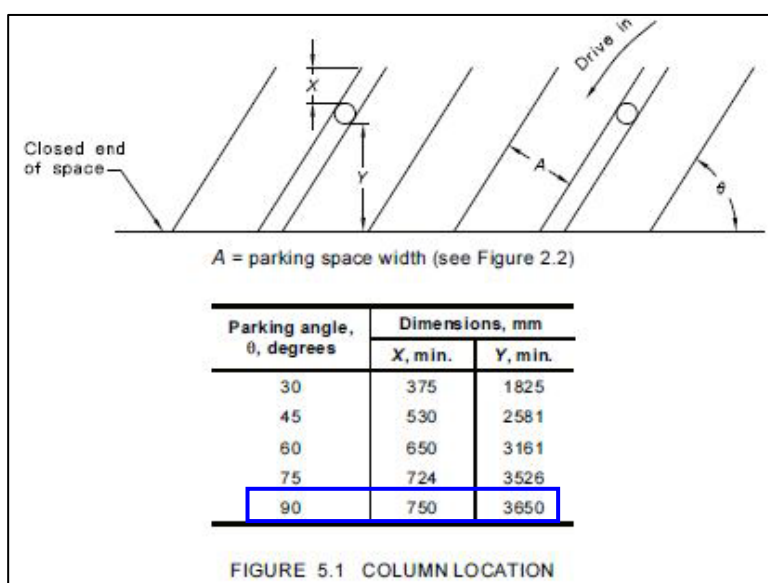 Drive in
X
Closed end
of space
Y
A
θ
A = parking space width (see Figure 2.2)
Parking angle, Dimensions, mm
θ, degrees X, min. Y, min.
30 375 1825
45 530 2581
60 650 3161
75 724 3526
90 750 3650
FIGURE 5.1 COLUMN LOCATION